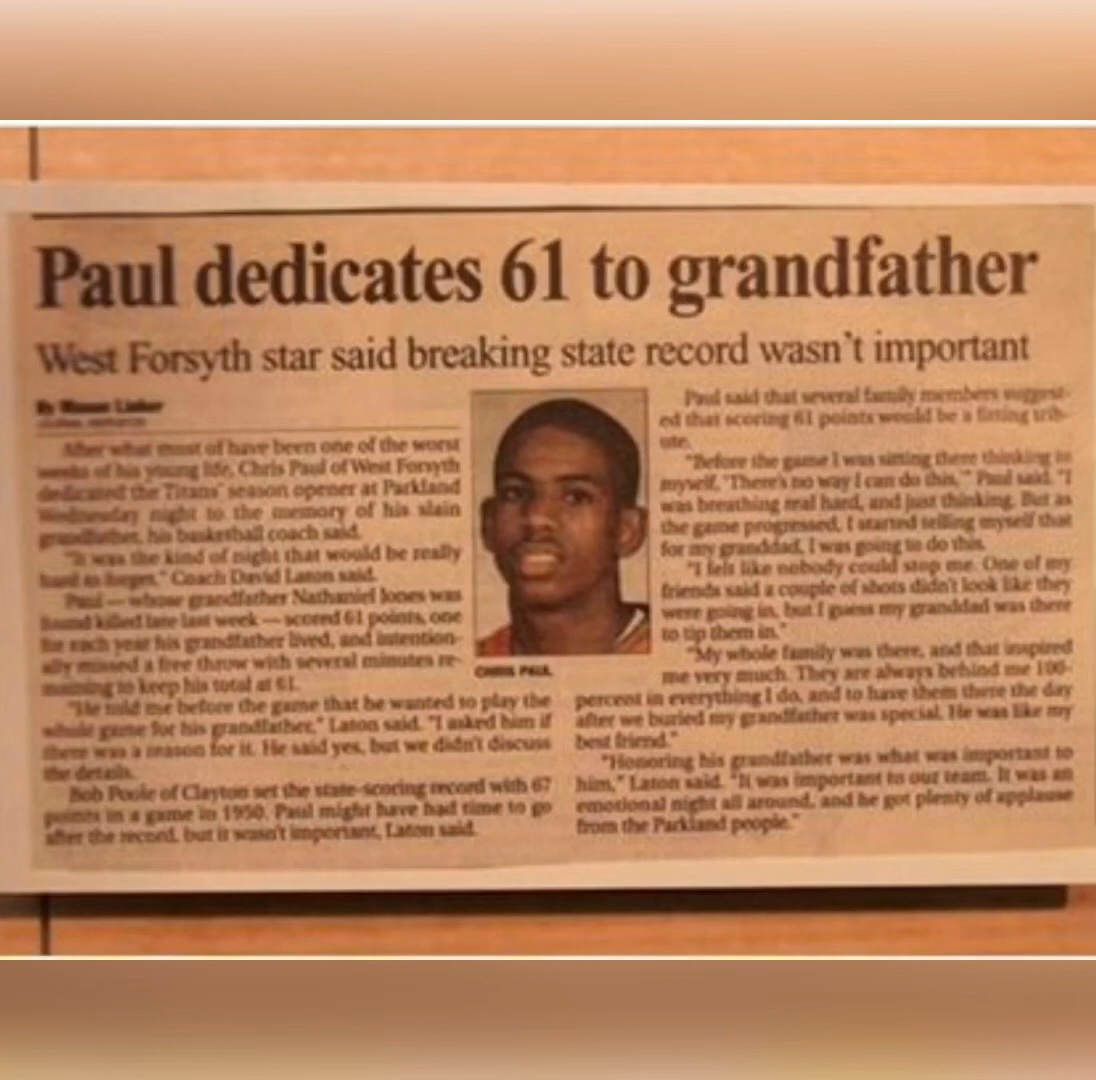 Paul dedicates 61 to grandfather
West Forsyth star said breaking state record wasn't important
By Mason Linker
After what must of have been one of the worst
weeks of his young life, Chris Paul of West Forsyth
dedicated the Titans' season opener at Parkland
Wednesday night to the memory of his slain
grandfather, his basketball coach said.
"It was the kind of night that would be really
hard to forget," Coach David Laton said.
Paul — whose grandfather Nathaniel Jones was
found killed late last week — scored 61 points, one
for each year his grandfather lived, and intention-
ally missed a free throw with several minutes re-
maining to keep his total at 61.
"He told me before the game that he wanted to play the
whole game for his grandfather," Laton said. "I asked him if
there was a reason for it. He said yes, but we didn't discuss
the details.
Bob Poole of Clayton set the state-scoring record with 67
points in a game in 1950. Paul might have had time to go
after the record, but it wasn't important, Laton said.
CHRIS PAUL
Paul said that several family members suggest-
ed that scoring 61 points would be a fitting trib-
ute.
"Before the game I was sitting there thinking to
myself, 'There's no way I can do this,'" Paul said. "I
was breathing real hard, and just thinking. But as
the game progressed, I started telling myself that
for my granddad, I was going to do this.
"I felt like nobody could stop me. One of my
friends said a couple of shots didn't look like they
were going in, but I guess my granddad was there
to tip them in."
"My whole family was there, and that inspired
me very much. They are always behind me 100-
percent in everything I do, and to have them there the day
after we buried my grandfather was special. He was like my
best friend."
"Honoring his grandfather was what was important to
him," Laton said. "It was important to our team. It was an
emotional night all around, and he got plenty of applause
from the Parkland people."